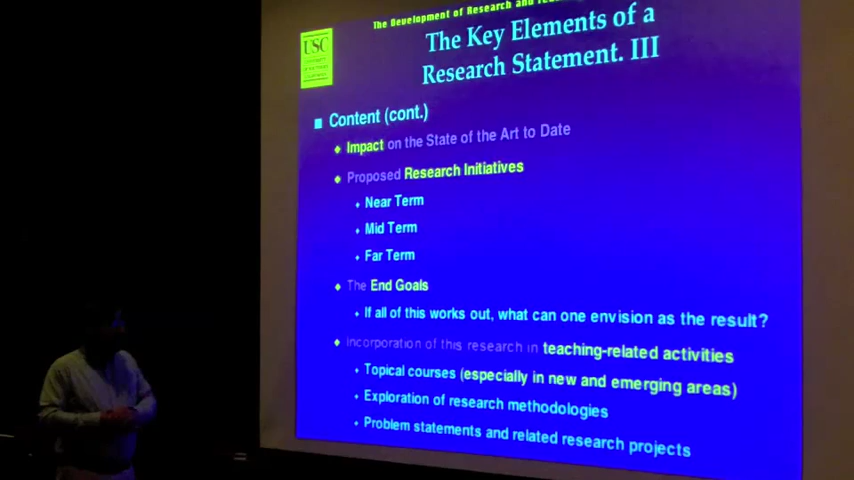 The Development of Research and
USC
The Key Elements of a
Research Statement. III
Content (cont.)
Impact on the State of the Art to Date
Proposed Research Initiatives
Near Term
Mid Term
Far Term
The End Goals
If all of this works out, what can one envision as the result?
Incorporation of this research in teaching-related activities
Topical courses (especially in new and emerging areas)
Exploration of research methodologies
Problem statements and related research projects